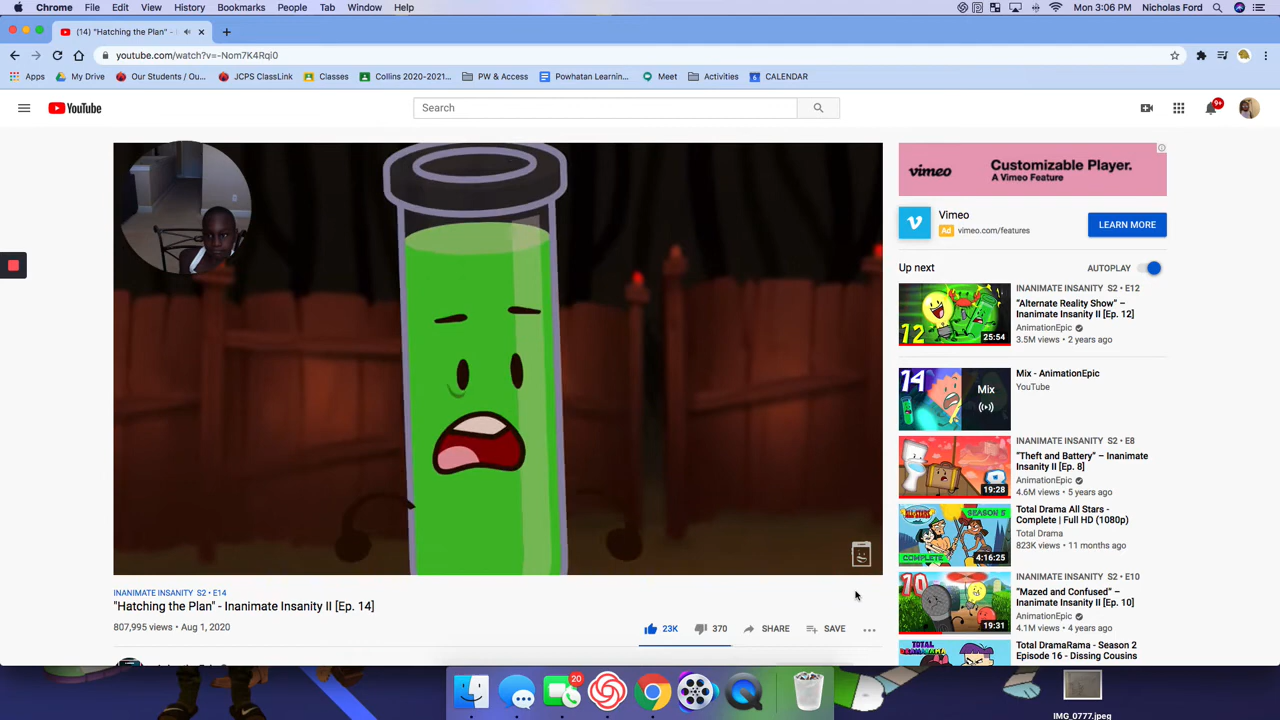 Chrome File Edit View History Bookmarks People Tab Window Help Mon 3:06 PM Nicholas Ford
(14) "Hatching the Plan" -
youtube.com/watch?v=-Nom7K4Rqi0
Apps My Drive Our Students / Ou... JCPS ClassLink Classes Collins 2020-2021... PW & Access Powhatan Learnin... Meet Activities CALENDAR
YouTube
Search
9+
vimeo
Customizable Player.
A Vimeo Feature
Vimeo
Ad vimeo.com/features
LEARN MORE
Up next
AUTOPLAY
12
25:54
INANIMATE INSANITY S2 • E12
"Alternate Reality Show" –
Inanimate Insanity II [Ep. 12]
AnimationEpic
3.5M views • 2 years ago
14
Mix
Mix - AnimationEpic
YouTube
19:28
INANIMATE INSANITY S2 • E8
"Theft and Battery" – Inanimate
Insanity II [Ep. 8]
AnimationEpic
4.6M views • 5 years ago
ALL-STARS
SEASON 5
COMPLETE
4:16:25
Total Drama All Stars -
Complete | Full HD (1080p)
Total Drama
823K views • 11 months ago
10
19:31
INANIMATE INSANITY S2 • E10
"Mazed and Confused" –
Inanimate Insanity II [Ep. 10]
AnimationEpic
4.1M views • 4 years ago
Total DramaRama - Season 2
Episode 16 - Dissing Cousins
INANIMATE INSANITY S2 • E14
"Hatching the Plan" - Inanimate Insanity II [Ep. 14]
807,995 views • Aug 1, 2020
23K 370 SHARE SAVE
20
IMG_0777.jpeg